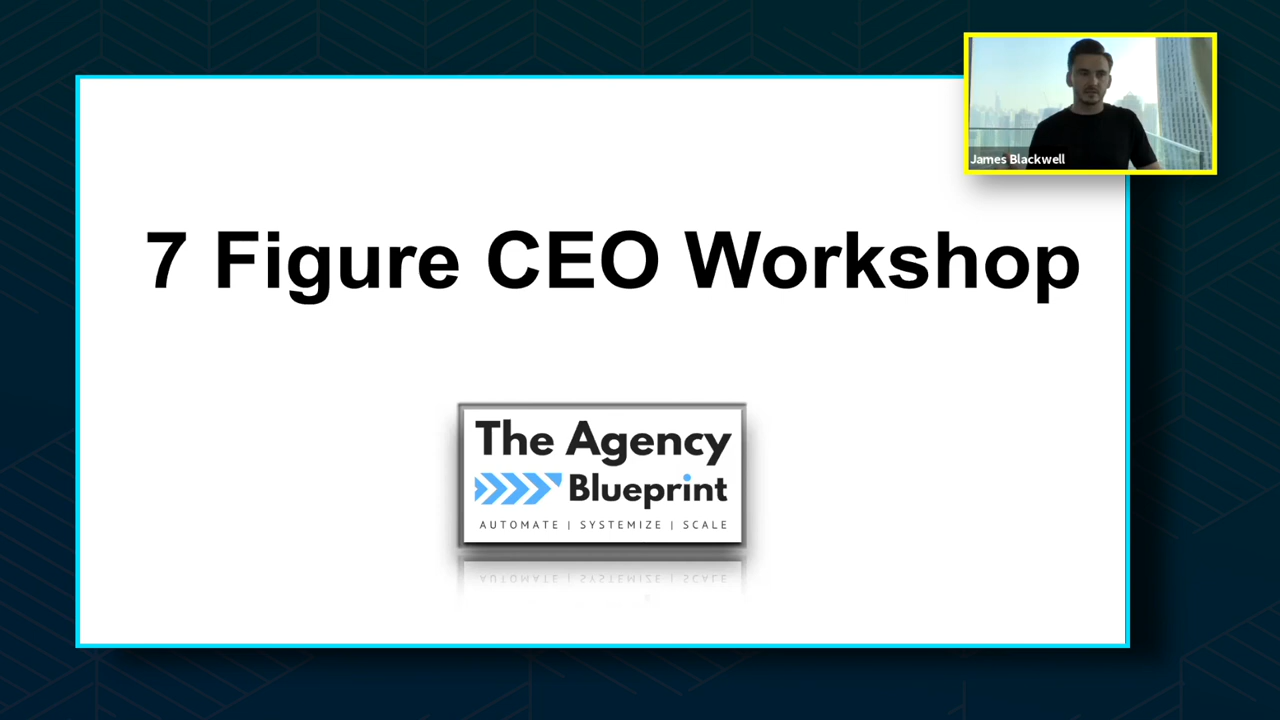 James Blackwell
7 Figure CEO Workshop
The Agency
Blueprint
AUTOMATE | SYSTEMIZE | SCALE